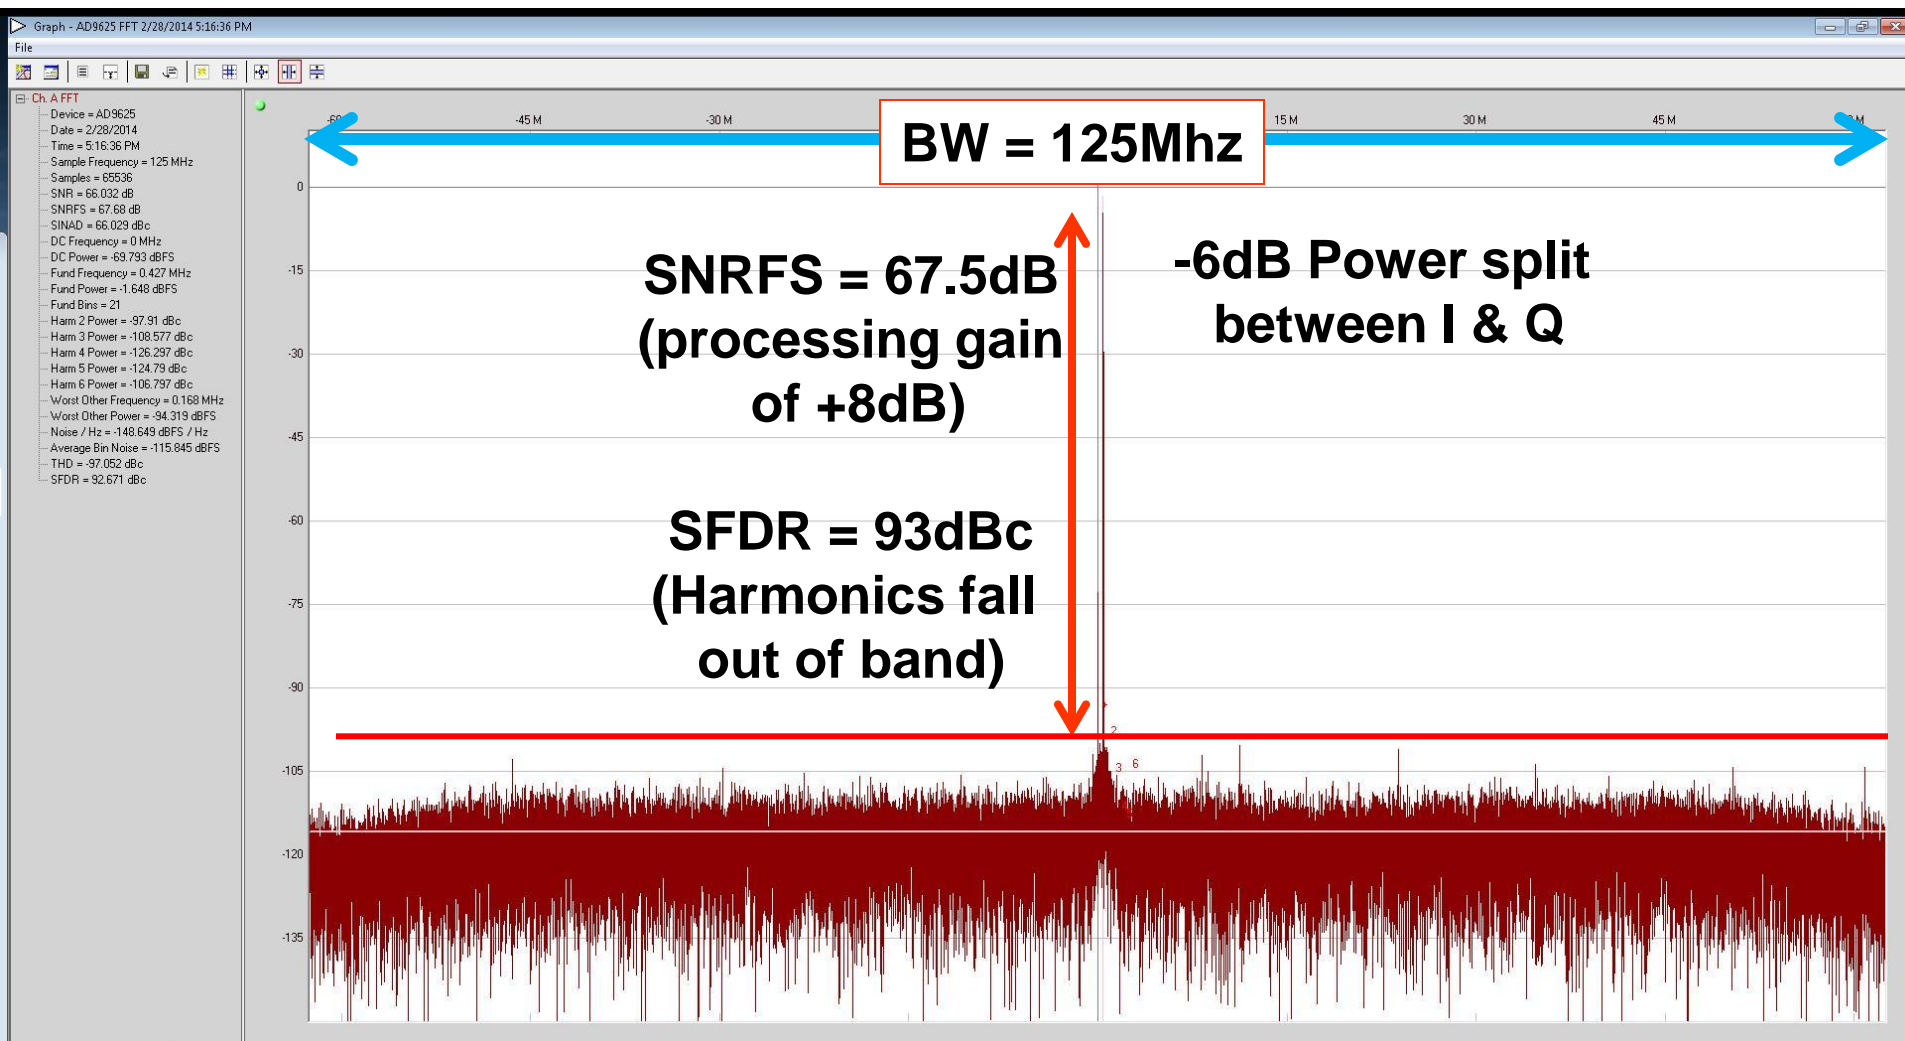 Graph - AD9625 FFT 2/28/2014 5:16:36 PM
File
Ch. A FFT
Device = AD9625
Date = 2/28/2014
Time = 5:16:36 PM
Sample Frequency = 125 MHz
Samples = 65536
SNR = 66.032 dB
SNRFS = 67.68 dB
SINAD = 66.029 dBc
DC Frequency = 0 MHz
DC Power = -69.793 dBFS
Fund Frequency = 0.427 MHz
Fund Power = -1.648 dBFS
Fund Bins = 21
Harm 2 Power = -97.91 dBc
Harm 3 Power = -108.577 dBc
Harm 4 Power = -126.297 dBc
Harm 5 Power = -124.79 dBc
Harm 6 Power = -106.797 dBc
Worst Other Frequency = 0.168 MHz
Worst Other Power = -94.319 dBFS
Noise / Hz = -148.649 dBFS / Hz
Average Bin Noise = -115.845 dBFS
THD = -97.052 dBc
SFDR = 92.671 dBc
-45 M
-30 M
15 M
30 M
45 M
BW = 125Mhz
0
-15
-30
-45
-60
-75
-90
-105
-120
-135
SNRFS = 67.5dB
(processing gain
of +8dB)
-6dB Power split
between I & Q
SFDR = 93dBc
(Harmonics fall
out of band)
2
3
6